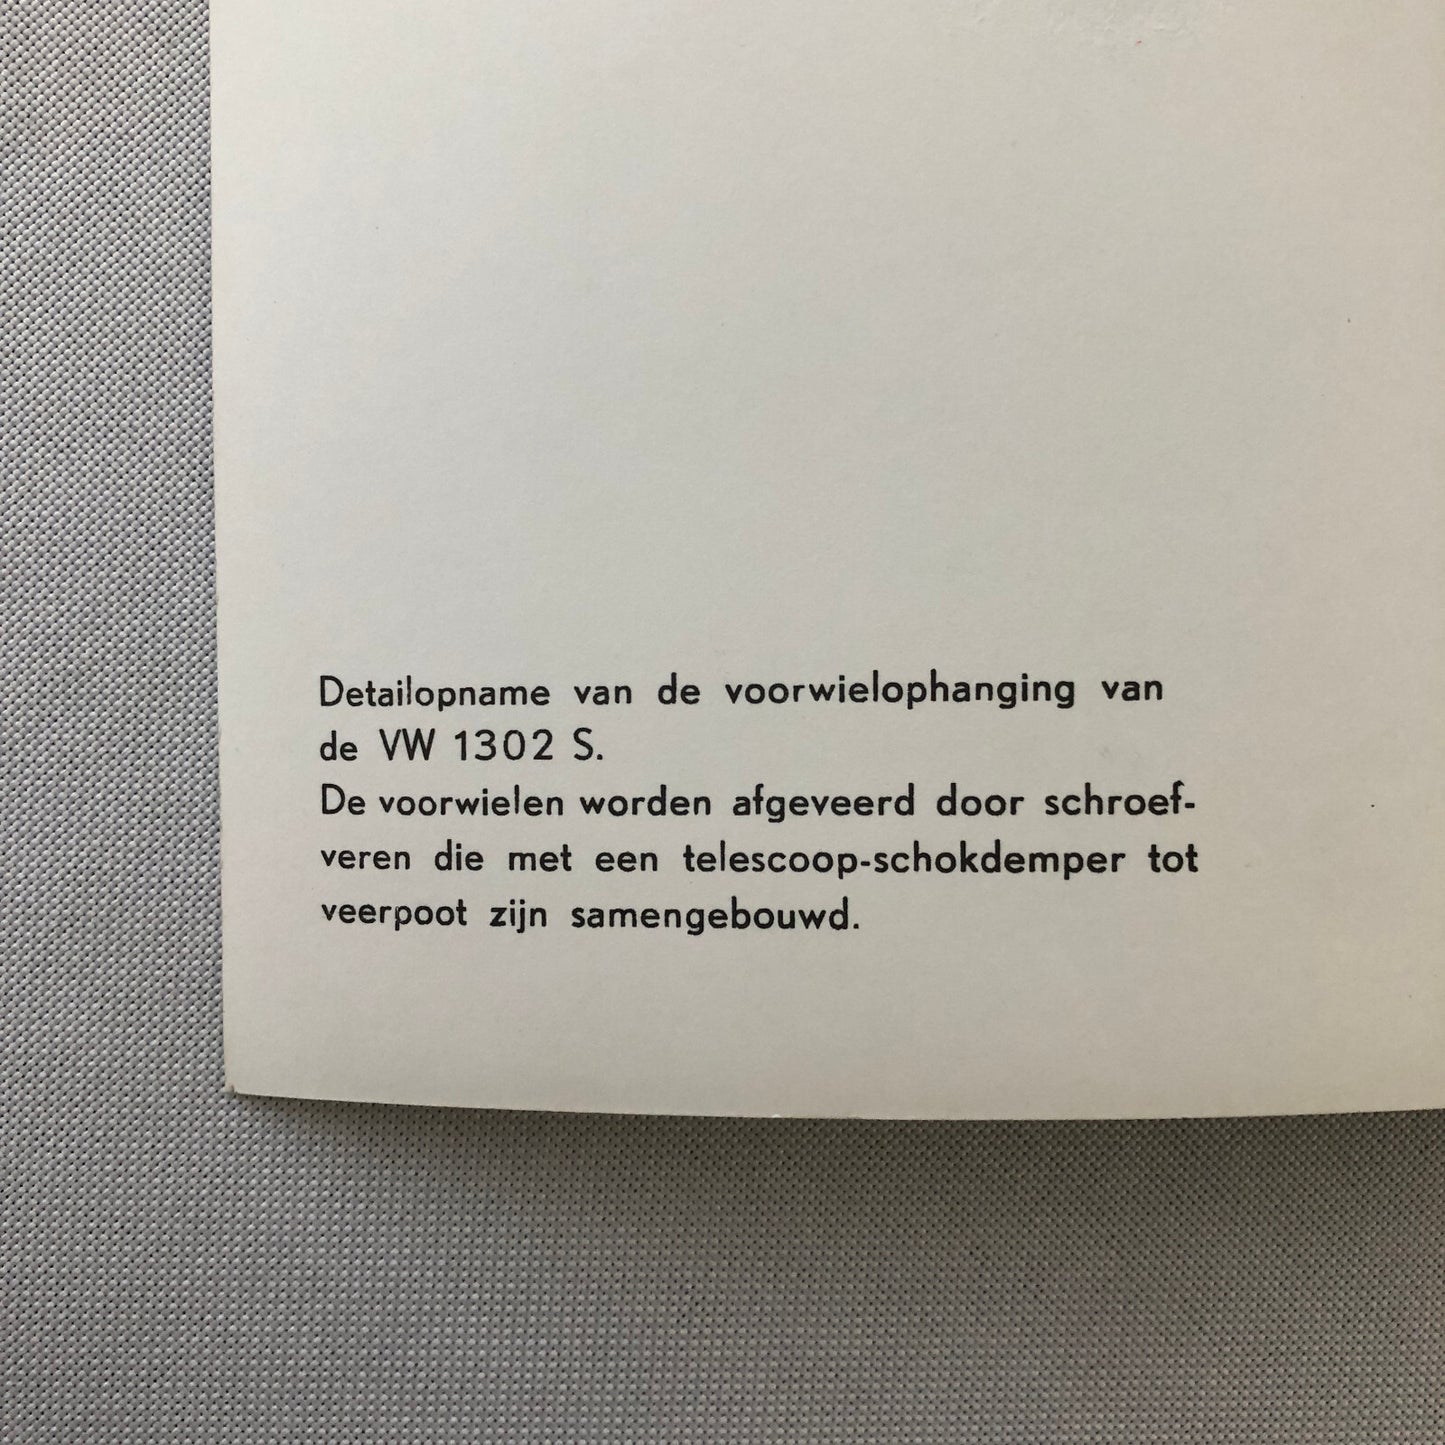 Detailopname van de voorwielophanging van
de VW 1302 S.
De voorwielen worden afgeveerd door schroef-
veren die met een telescoop-schokdemper tot
veerpoot zijn samengebouwd.